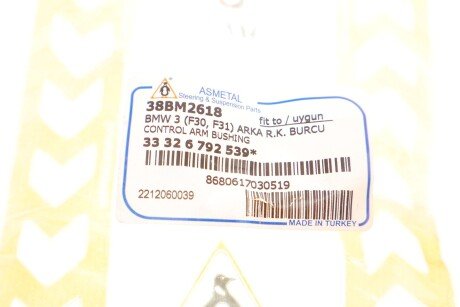 ASMETAL
Steering & Suspension Parts
38BM2618
fit to / uygun
BMW 3 (F30, F31) ARKA R.K. BURCU
CONTROL ARM BUSHING
33 32 6 792 539*
8680617030519
2212060039
MADE IN TURKEY